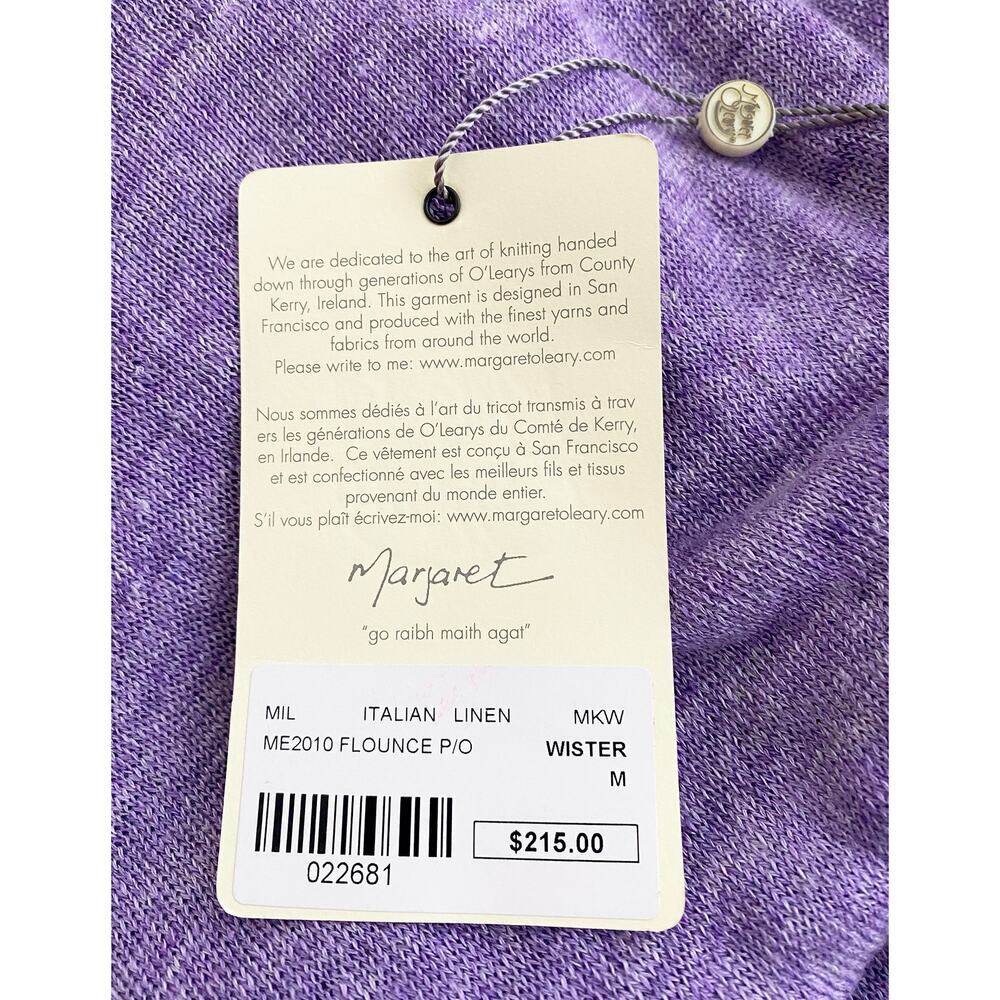 Margaret
O'Leary
We are dedicated to the art of knitting handed
down through generations of O'Learys from County
Kerry, Ireland. This garment is designed in San
Francisco and produced with the finest yarns and
fabrics from around the world.
Please write to me: www.margaretoleary.com
Nous sommes dédiés à l'art du tricot transmis à trav
ers les générations de O'Learys du Comté de Kerry,
en Irlande. Ce vêtement est conçu à San Francisco
et est confectionné avec les meilleurs fils et tissus
provenant du monde entier.
S'il vous plaît écrivez-moi: www.margaretoleary.com
Margaret
"go raibh maith agat"
MIL ITALIAN LINEN MKW
ME2010 FLOUNCE P/O WISTER
M
$215.00
022681